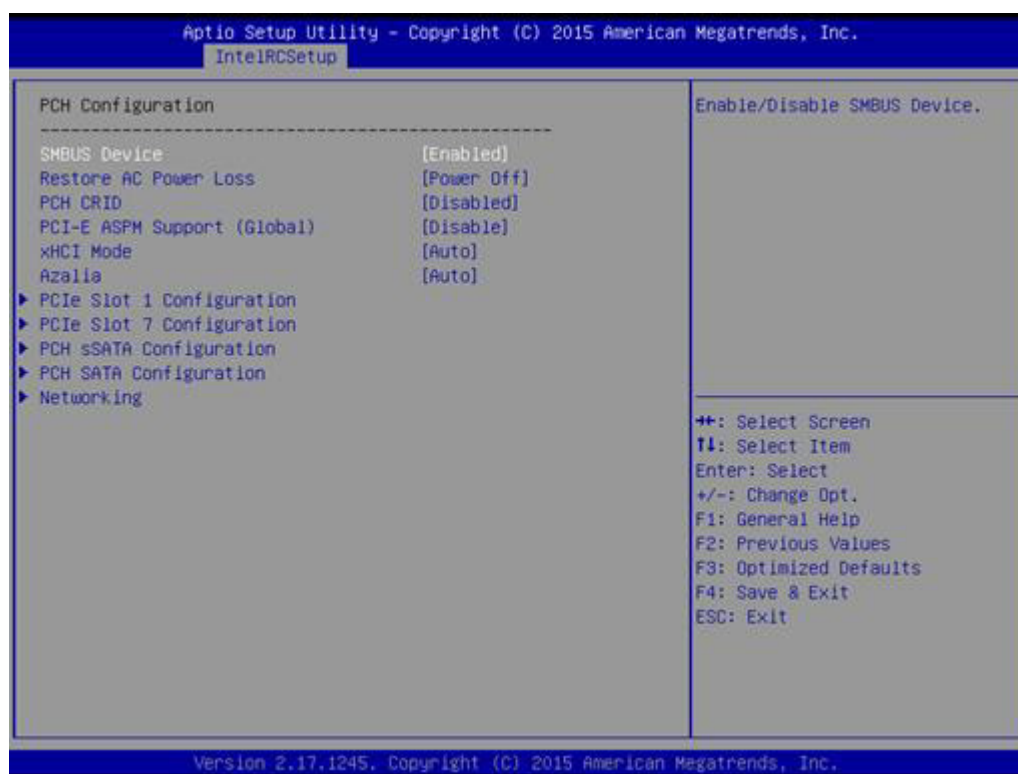 Aptio Setup Utility - Copyright (C) 2015 American Megatrends, Inc.
IntelRCSetup
PCH Configuration
--------------------------------------------------
SMBUS Device [Enabled]
Restore AC Power Loss [Power Off]
PCH CRID [Disabled]
PCI-E ASPM Support (Global) [Disable]
xHCI Mode [Auto]
Azalia [Auto]
PCIe Slot 1 Configuration
PCIe Slot 7 Configuration
PCH sSATA Configuration
PCH SATA Configuration
Networking
Enable/Disable SMBUS Device.
→←: Select Screen
↑↓: Select Item
Enter: Select
+/-: Change Opt.
F1: General Help
F2: Previous Values
F3: Optimized Defaults
F4: Save & Exit
ESC: Exit
Version 2.17.1245. Copyright (C) 2015 American Megatrends, Inc.